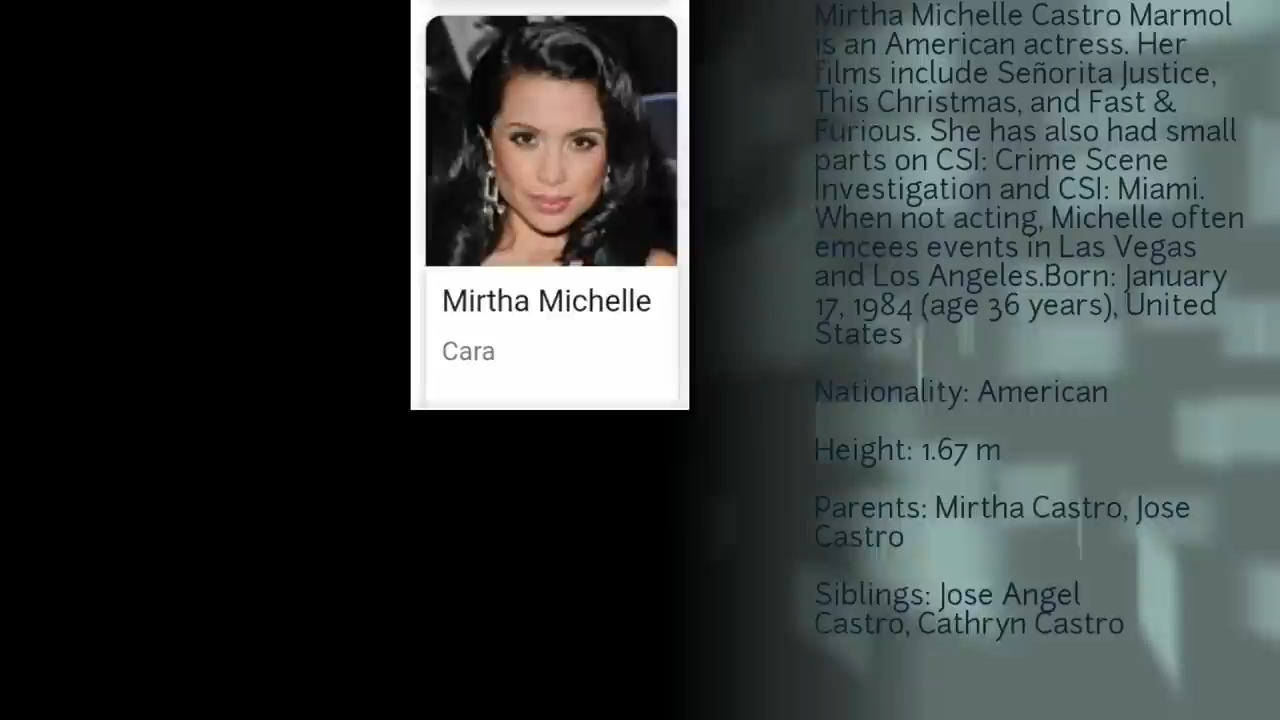 Mirtha Michelle
Cara
Mirtha Michelle Castro Marmol
is an American actress. Her
films include Señorita Justice,
This Christmas, and Fast &
Furious. She has also had small
parts on CSI: Crime Scene
Investigation and CSI: Miami.
When not acting, Michelle often
emcees events in Las Vegas
and Los Angeles.Born: January
17, 1984 (age 36 years), United
States
Nationality: American
Height: 1.67 m
Parents: Mirtha Castro, Jose
Castro
Siblings: Jose Angel
Castro, Cathryn Castro